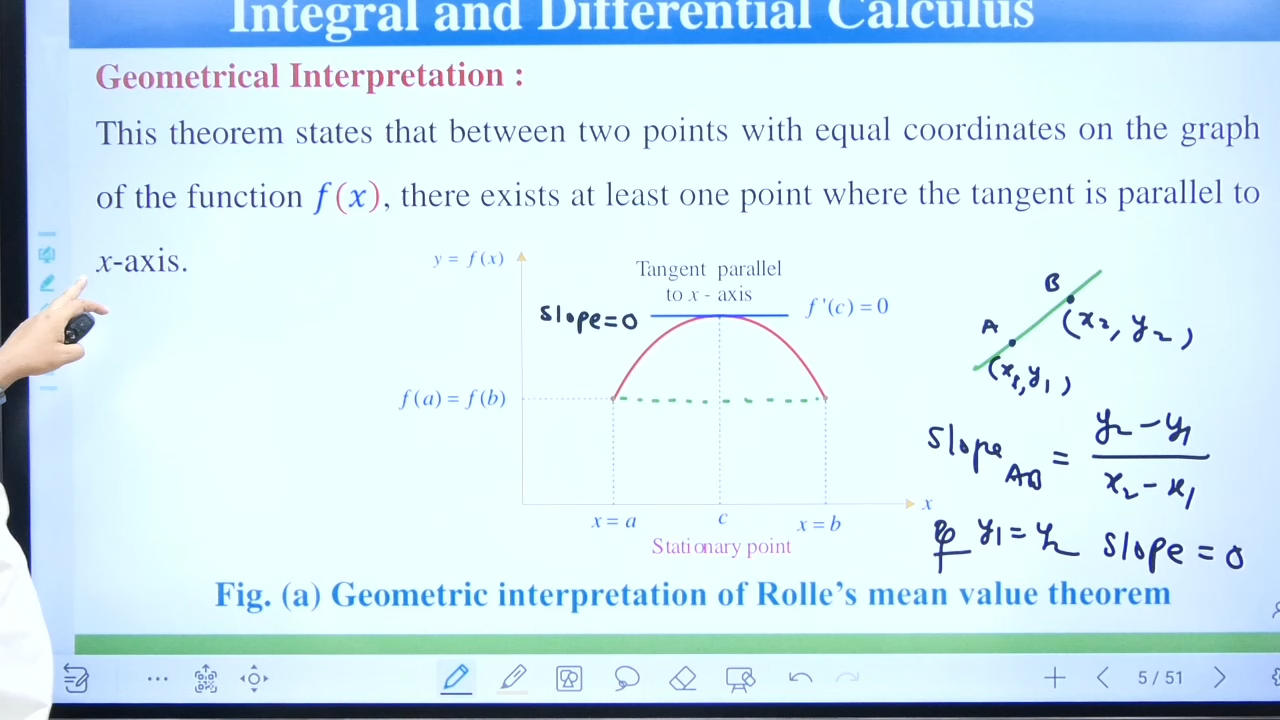 Integral and Differential Calculus
Geometrical Interpretation :
This theorem states that between two points with equal coordinates on the graph
of the function f(x), there exists at least one point where the tangent is parallel to
x-axis.
y = f(x)
Tangent parallel
to x - axis
slope=0
f'(c) = 0
f(a) = f(b)
x = a
c
x = b
x
Stationary point
B
(x₂, y₂)
A
(x₁, y₁)
Slope AB = (y₂ - y₁) / (x₂ - x₁)
y₁ = y₂ slope = 0
Fig. (a) Geometric interpretation of Rolle's mean value theorem
5 / 51